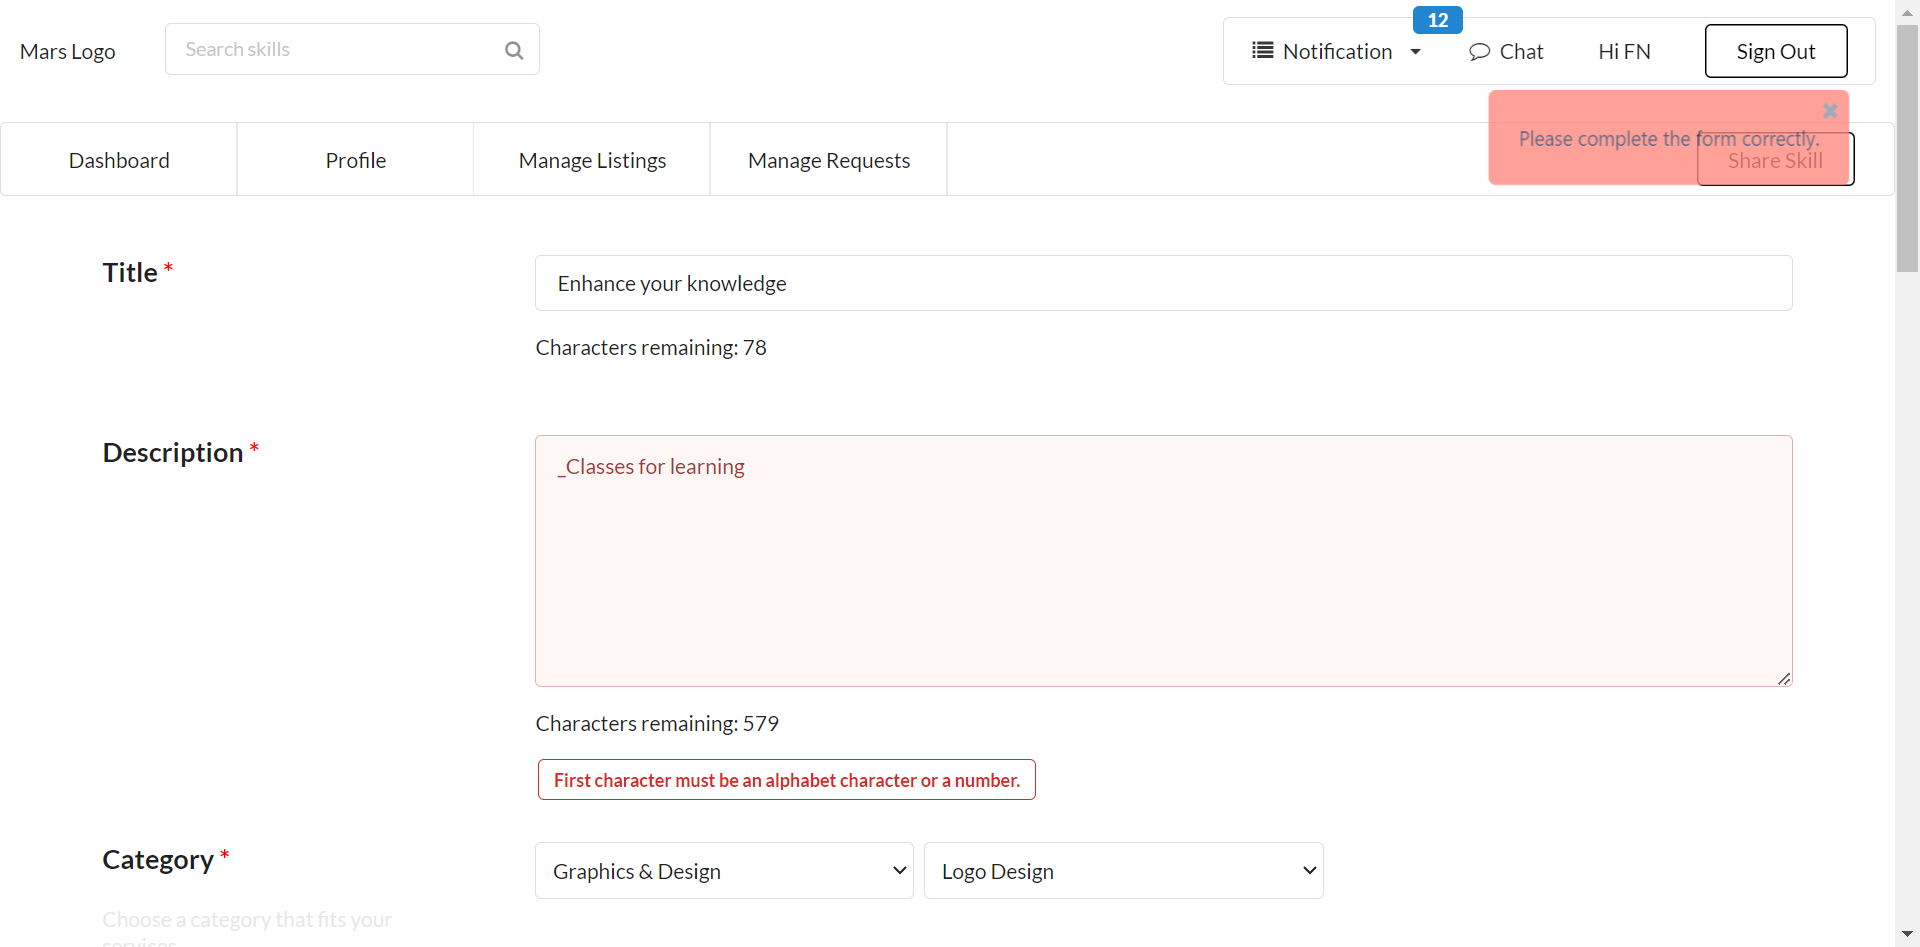 Mars Logo
Search skills
12
Notification
Chat
Hi FN
Sign Out
Please complete the form correctly.
Dashboard
Profile
Manage Listings
Manage Requests
Share Skill
Title *
Enhance your knowledge
Characters remaining: 78
Description *
_Classes for learning
Characters remaining: 579
First character must be an alphabet character or a number.
Category *
Graphics & Design
Logo Design
Choose a category that fits your
services